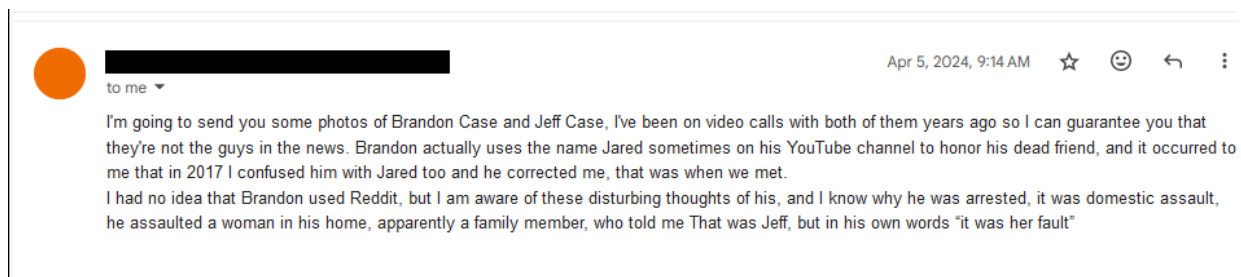 Apr 5, 2024, 9:14 AM
to me
I'm going to send you some photos of Brandon Case and Jeff Case, I've been on video calls with both of them years ago so I can guarantee you that
they're not the guys in the news. Brandon actually uses the name Jared sometimes on his YouTube channel to honor his dead friend, and it occurred to
me that in 2017 I confused him with Jared too and he corrected me, that was when we met.
I had no idea that Brandon used Reddit, but I am aware of these disturbing thoughts of his, and I know why he was arrested, it was domestic assault,
he assaulted a woman in his home, apparently a family member, who told me That was Jeff, but in his own words “it was her fault”